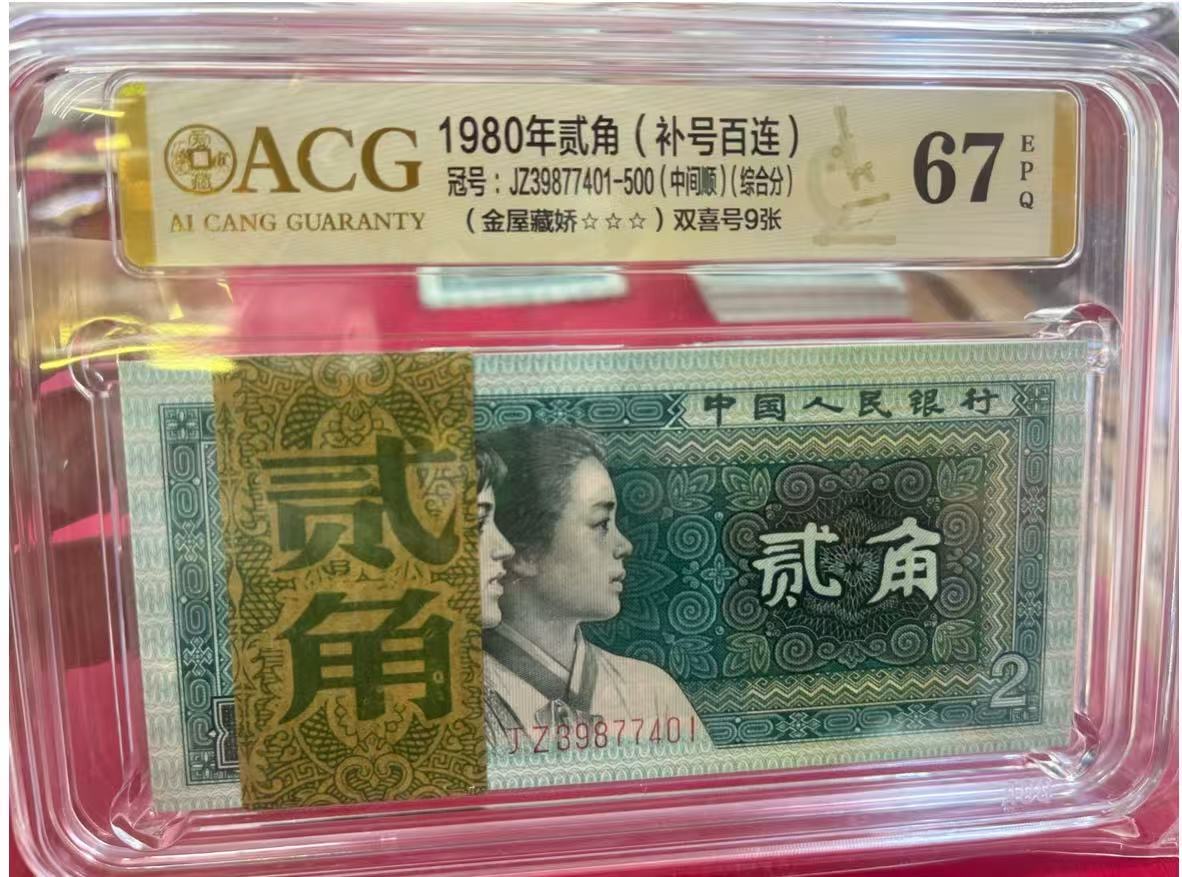 ACG
AI CANG GUARANTY
1980年贰角（补号百连）
冠号：JZ39877401-500（中间顺）（综合分）
（金屋藏娇☆☆☆）双喜号9张
67
EPQ
贰角
中国人民银行
贰角
2
JZ39877401